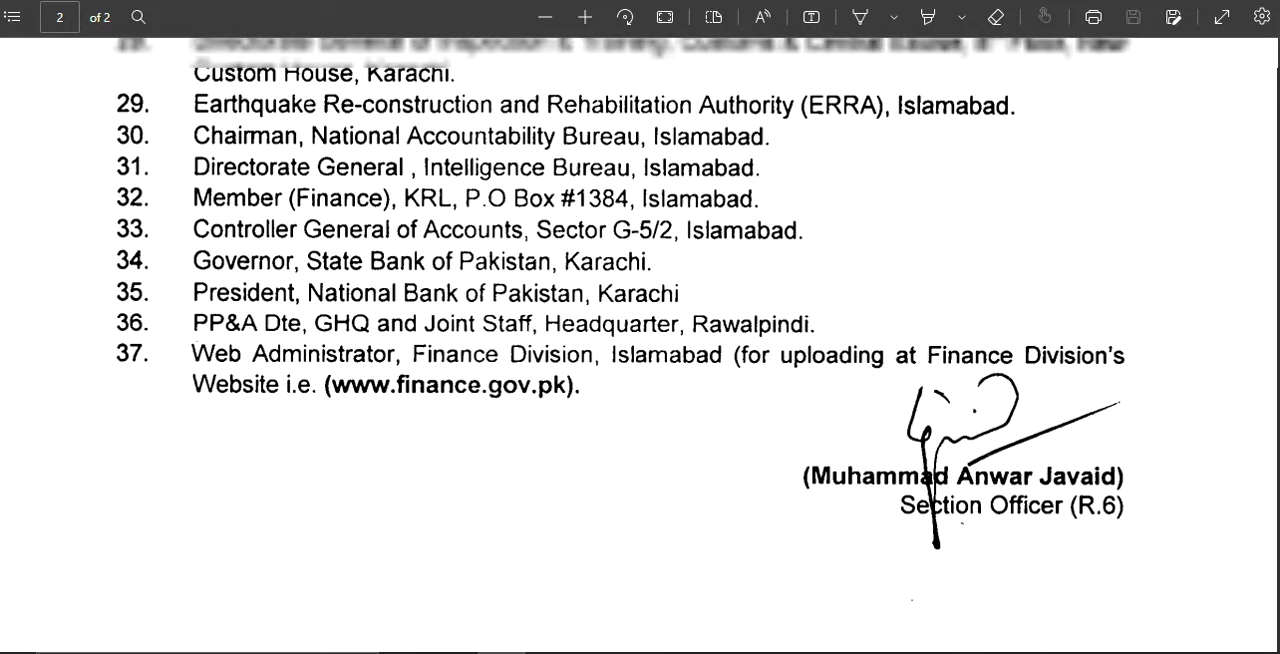 2 of 2
Custom House, Karachi.
29. Earthquake Re-construction and Rehabilitation Authority (ERRA), Islamabad.
30. Chairman, National Accountability Bureau, Islamabad.
31. Directorate General , Intelligence Bureau, Islamabad.
32. Member (Finance), KRL, P.O Box #1384, Islamabad.
33. Controller General of Accounts, Sector G-5/2, Islamabad.
34. Governor, State Bank of Pakistan, Karachi.
35. President, National Bank of Pakistan, Karachi
36. PP&A Dte, GHQ and Joint Staff, Headquarter, Rawalpindi.
37. Web Administrator, Finance Division, Islamabad (for uploading at Finance Division's
Website i.e. (www.finance.gov.pk).
(Muhammad Anwar Javaid)
Section Officer (R.6)